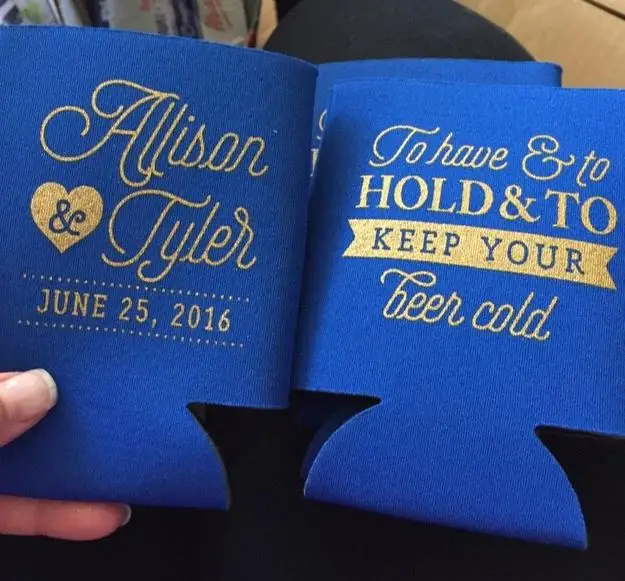 Allison
&
Tyler
JUNE 25, 2016
To have & to
HOLD & TO
KEEP YOUR
beer cold